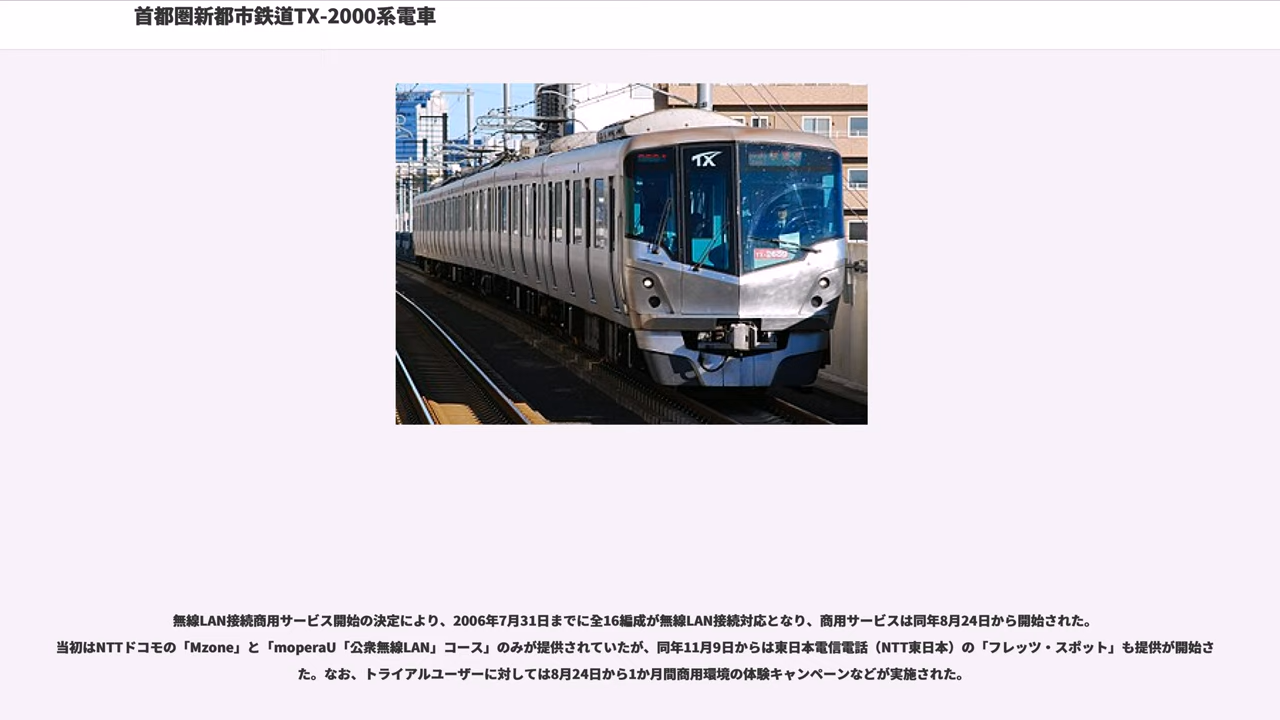 首都圏新都市鉄道TX-2000系電車
TX
無線LAN接続商用サービス開始の決定により、2006年7月31日までに全16編成が無線LAN接続対応となり、商用サービスは同年8月24日から開始された。
当初はNTTドコモの「Mzone」と「moperaU「公衆無線LAN」コース」のみが提供されていたが、同年11月9日からは東日本電信電話（NTT東日本）の「フレッツ・スポット」も提供が開始さ
た。なお、トライアルユーザーに対しては8月24日から1か月間商用環境の体験キャンペーンなどが実施された。